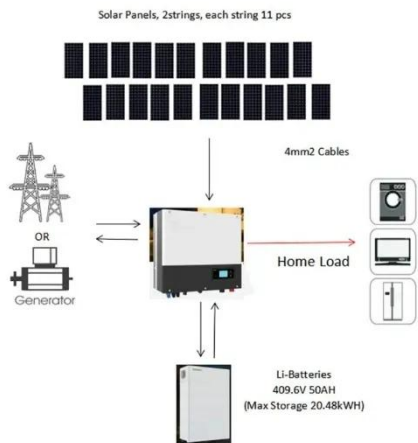 Solar Panels, 2strings, each string 11 pcs
4mm2 Cables
OR
Generator
Home Load
Li-Batteries
409.6V 50AH
(Max Storage 20.48kWH)